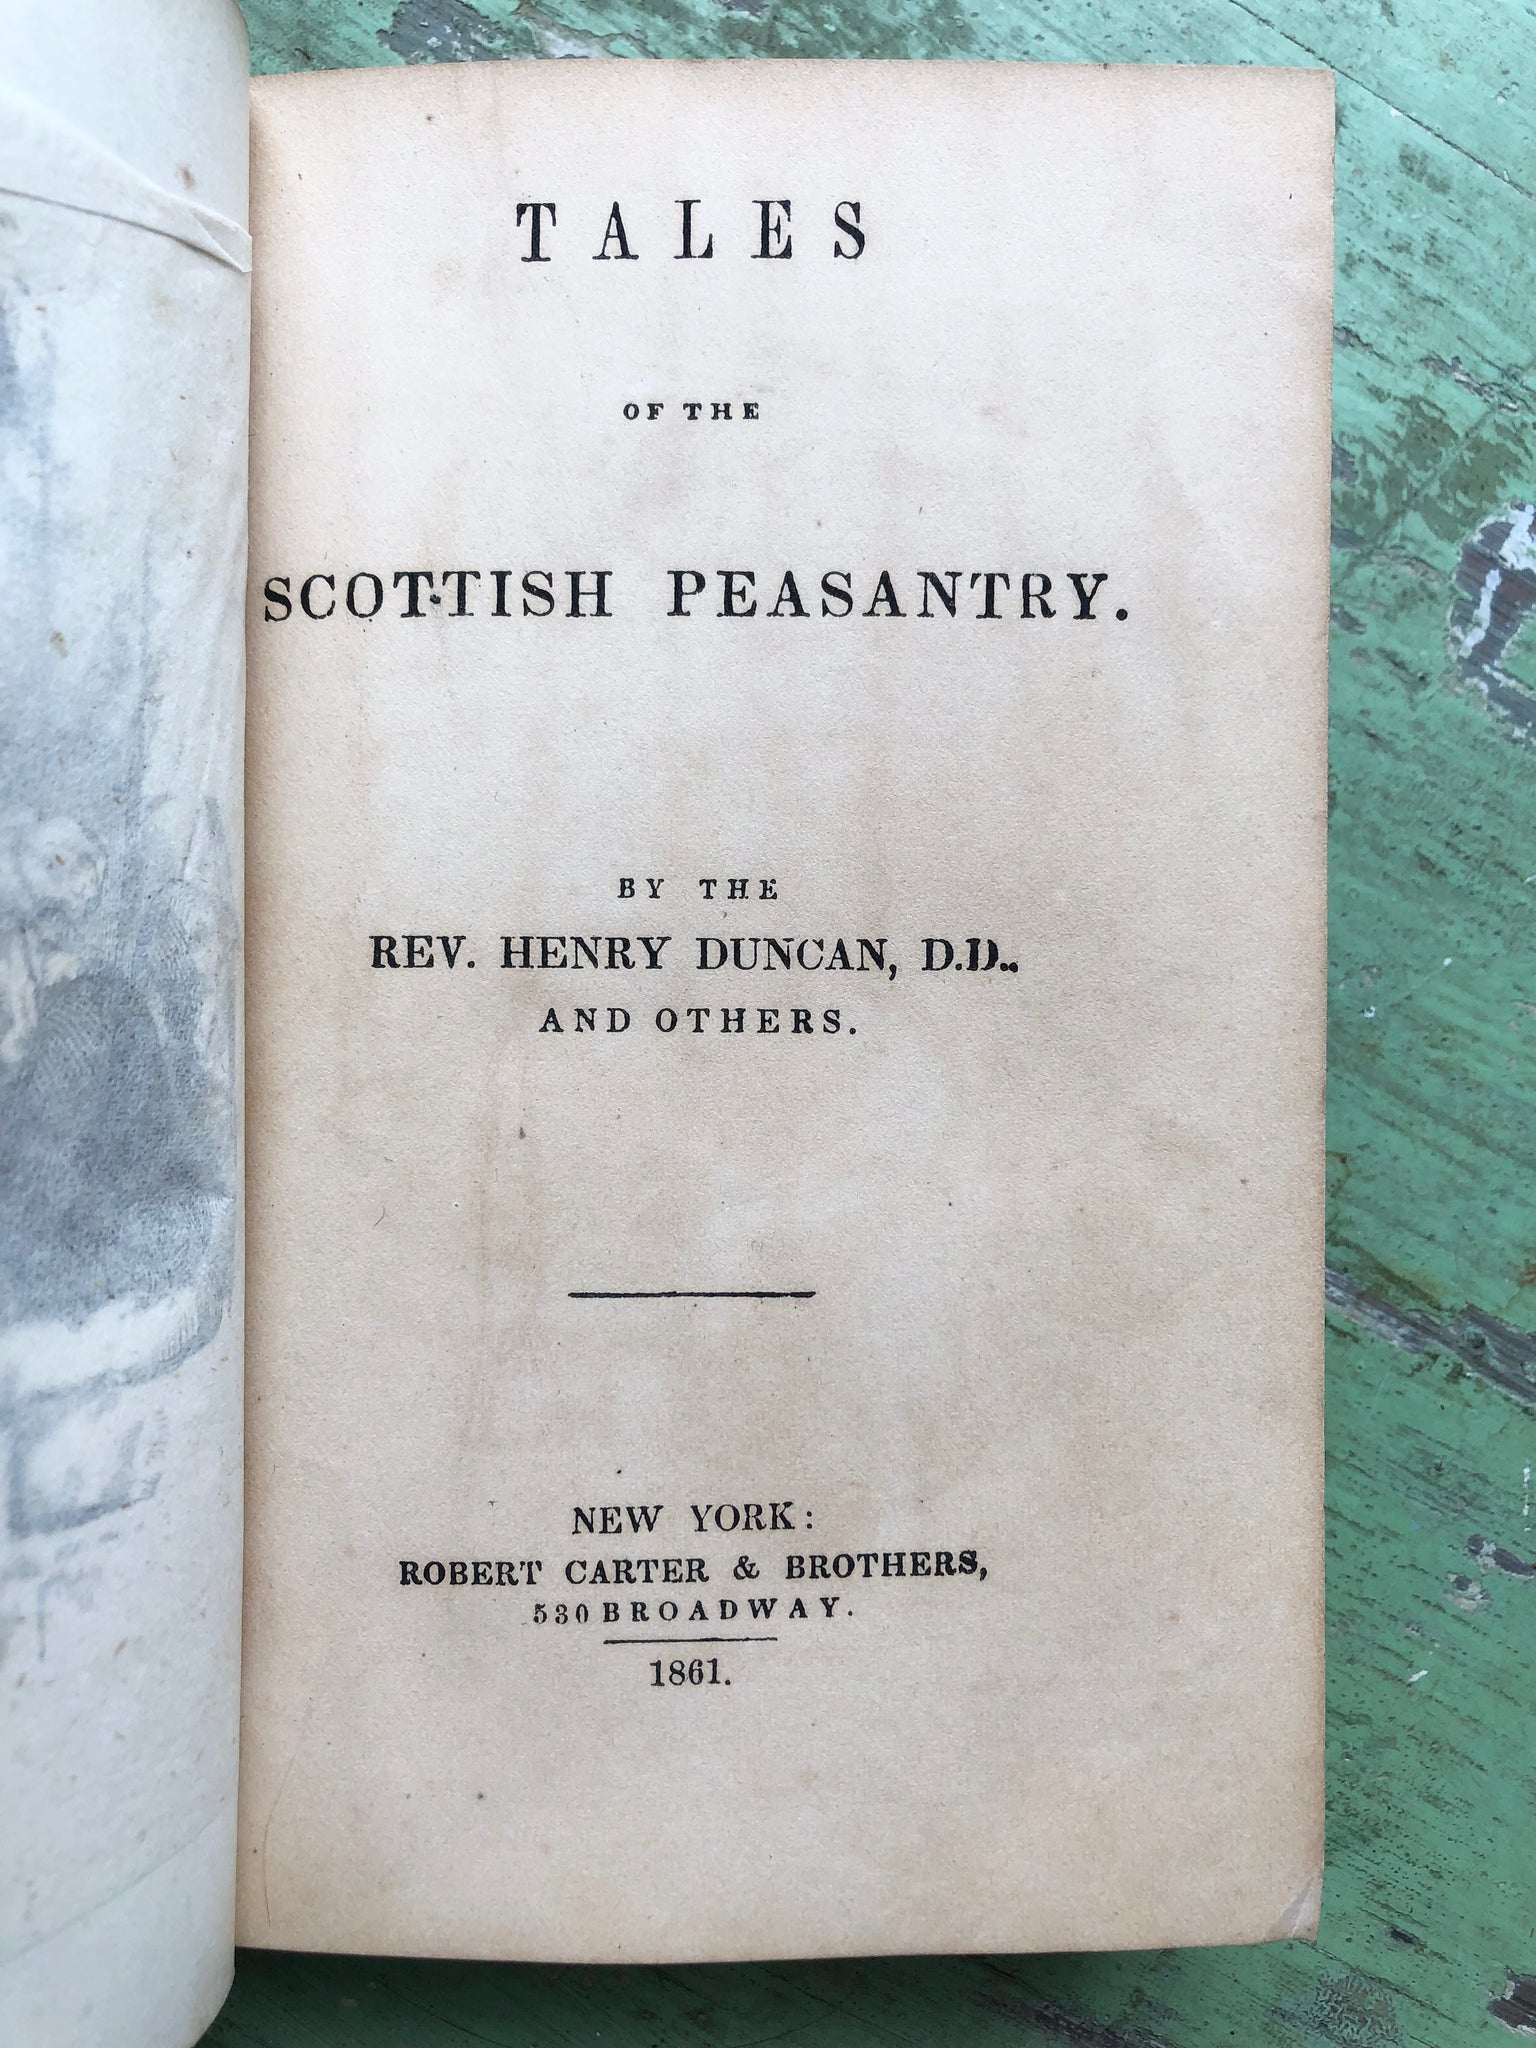 TALES
OF THE
SCOTTISH PEASANTRY.
BY THE
REV. HENRY DUNCAN, D.D..
AND OTHERS.
NEW YORK:
ROBERT CARTER & BROTHERS,
530 BROADWAY.
1861.